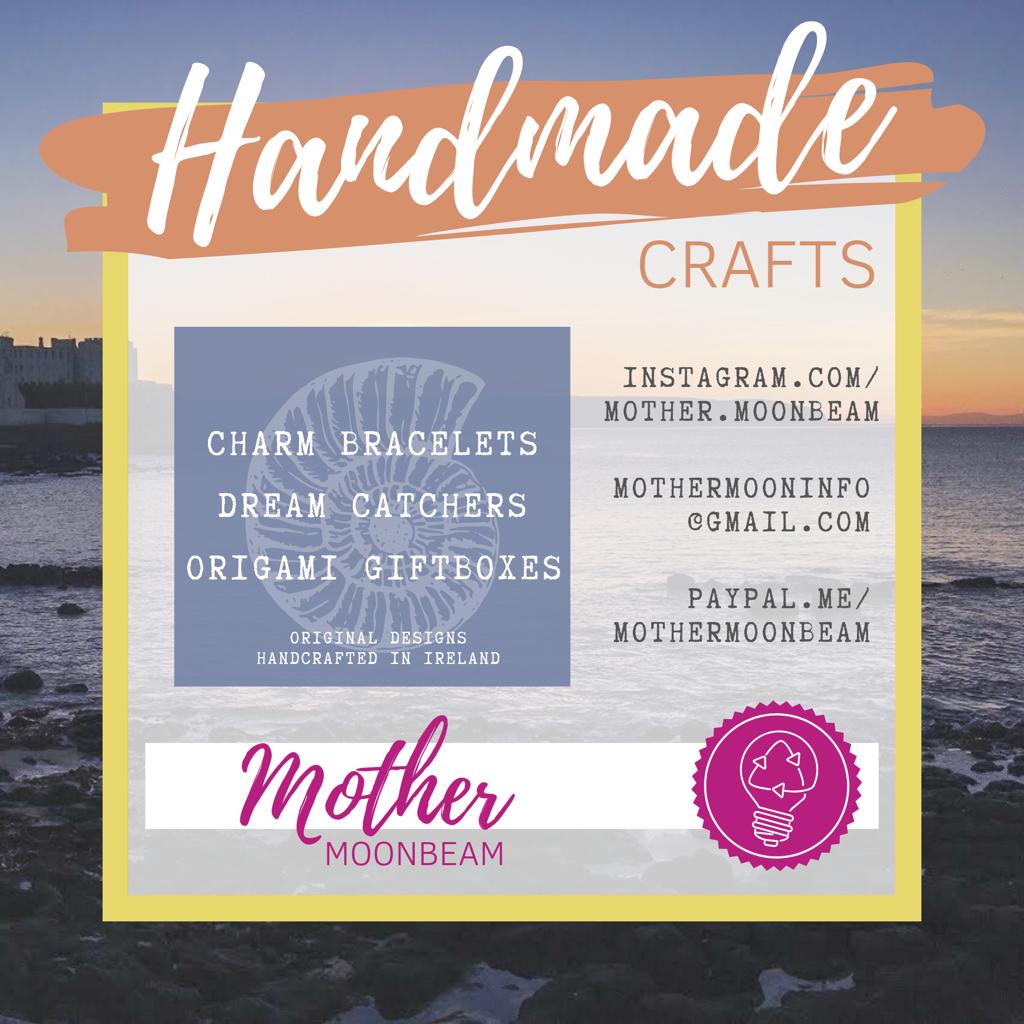 Handmade
CRAFTS
CHARM BRACELETS
DREAM CATCHERS
ORIGAMI GIFTBOXES
ORIGINAL DESIGNS
HANDCRAFTED IN IRELAND
INSTAGRAM.COM/
MOTHER.MOONBEAM
MOTHERMOONINFO
@GMAIL.COM
PAYPAL.ME/
MOTHERMOONBEAM
Mother
MOONBEAM